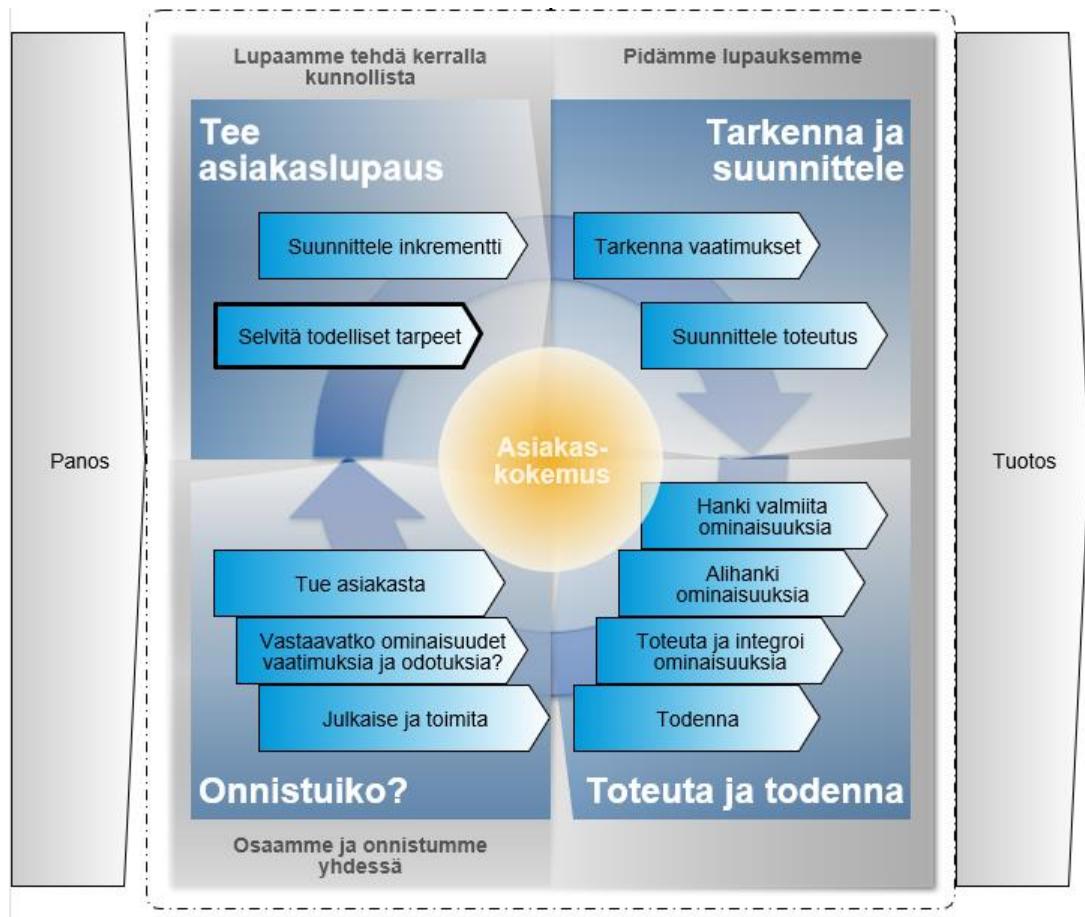 Lupaamme tehdä kerralla
kunnollista
Pidämme lupauksemme
Tee
asiakaslupaus
Tarkenna ja
suunnittele
Suunnittele inkrementti
Tarkenna vaatimukset
Selvitä todelliset tarpeet
Suunnittele toteutus
Panos
Asiakas-
kokemus
Tuotos
Hanki valmiita
ominaisuuksia
Tue asiakasta
Alihanki
ominaisuuksia
Vastaavatko ominaisuudet
vaatimuksia ja odotuksia?
Toteuta ja integroi
ominaisuuksia
Julkaise ja toimita
Todenna
Onnistuiko?
Toteuta ja todenna
Osaamme ja onnistumme
yhdessä